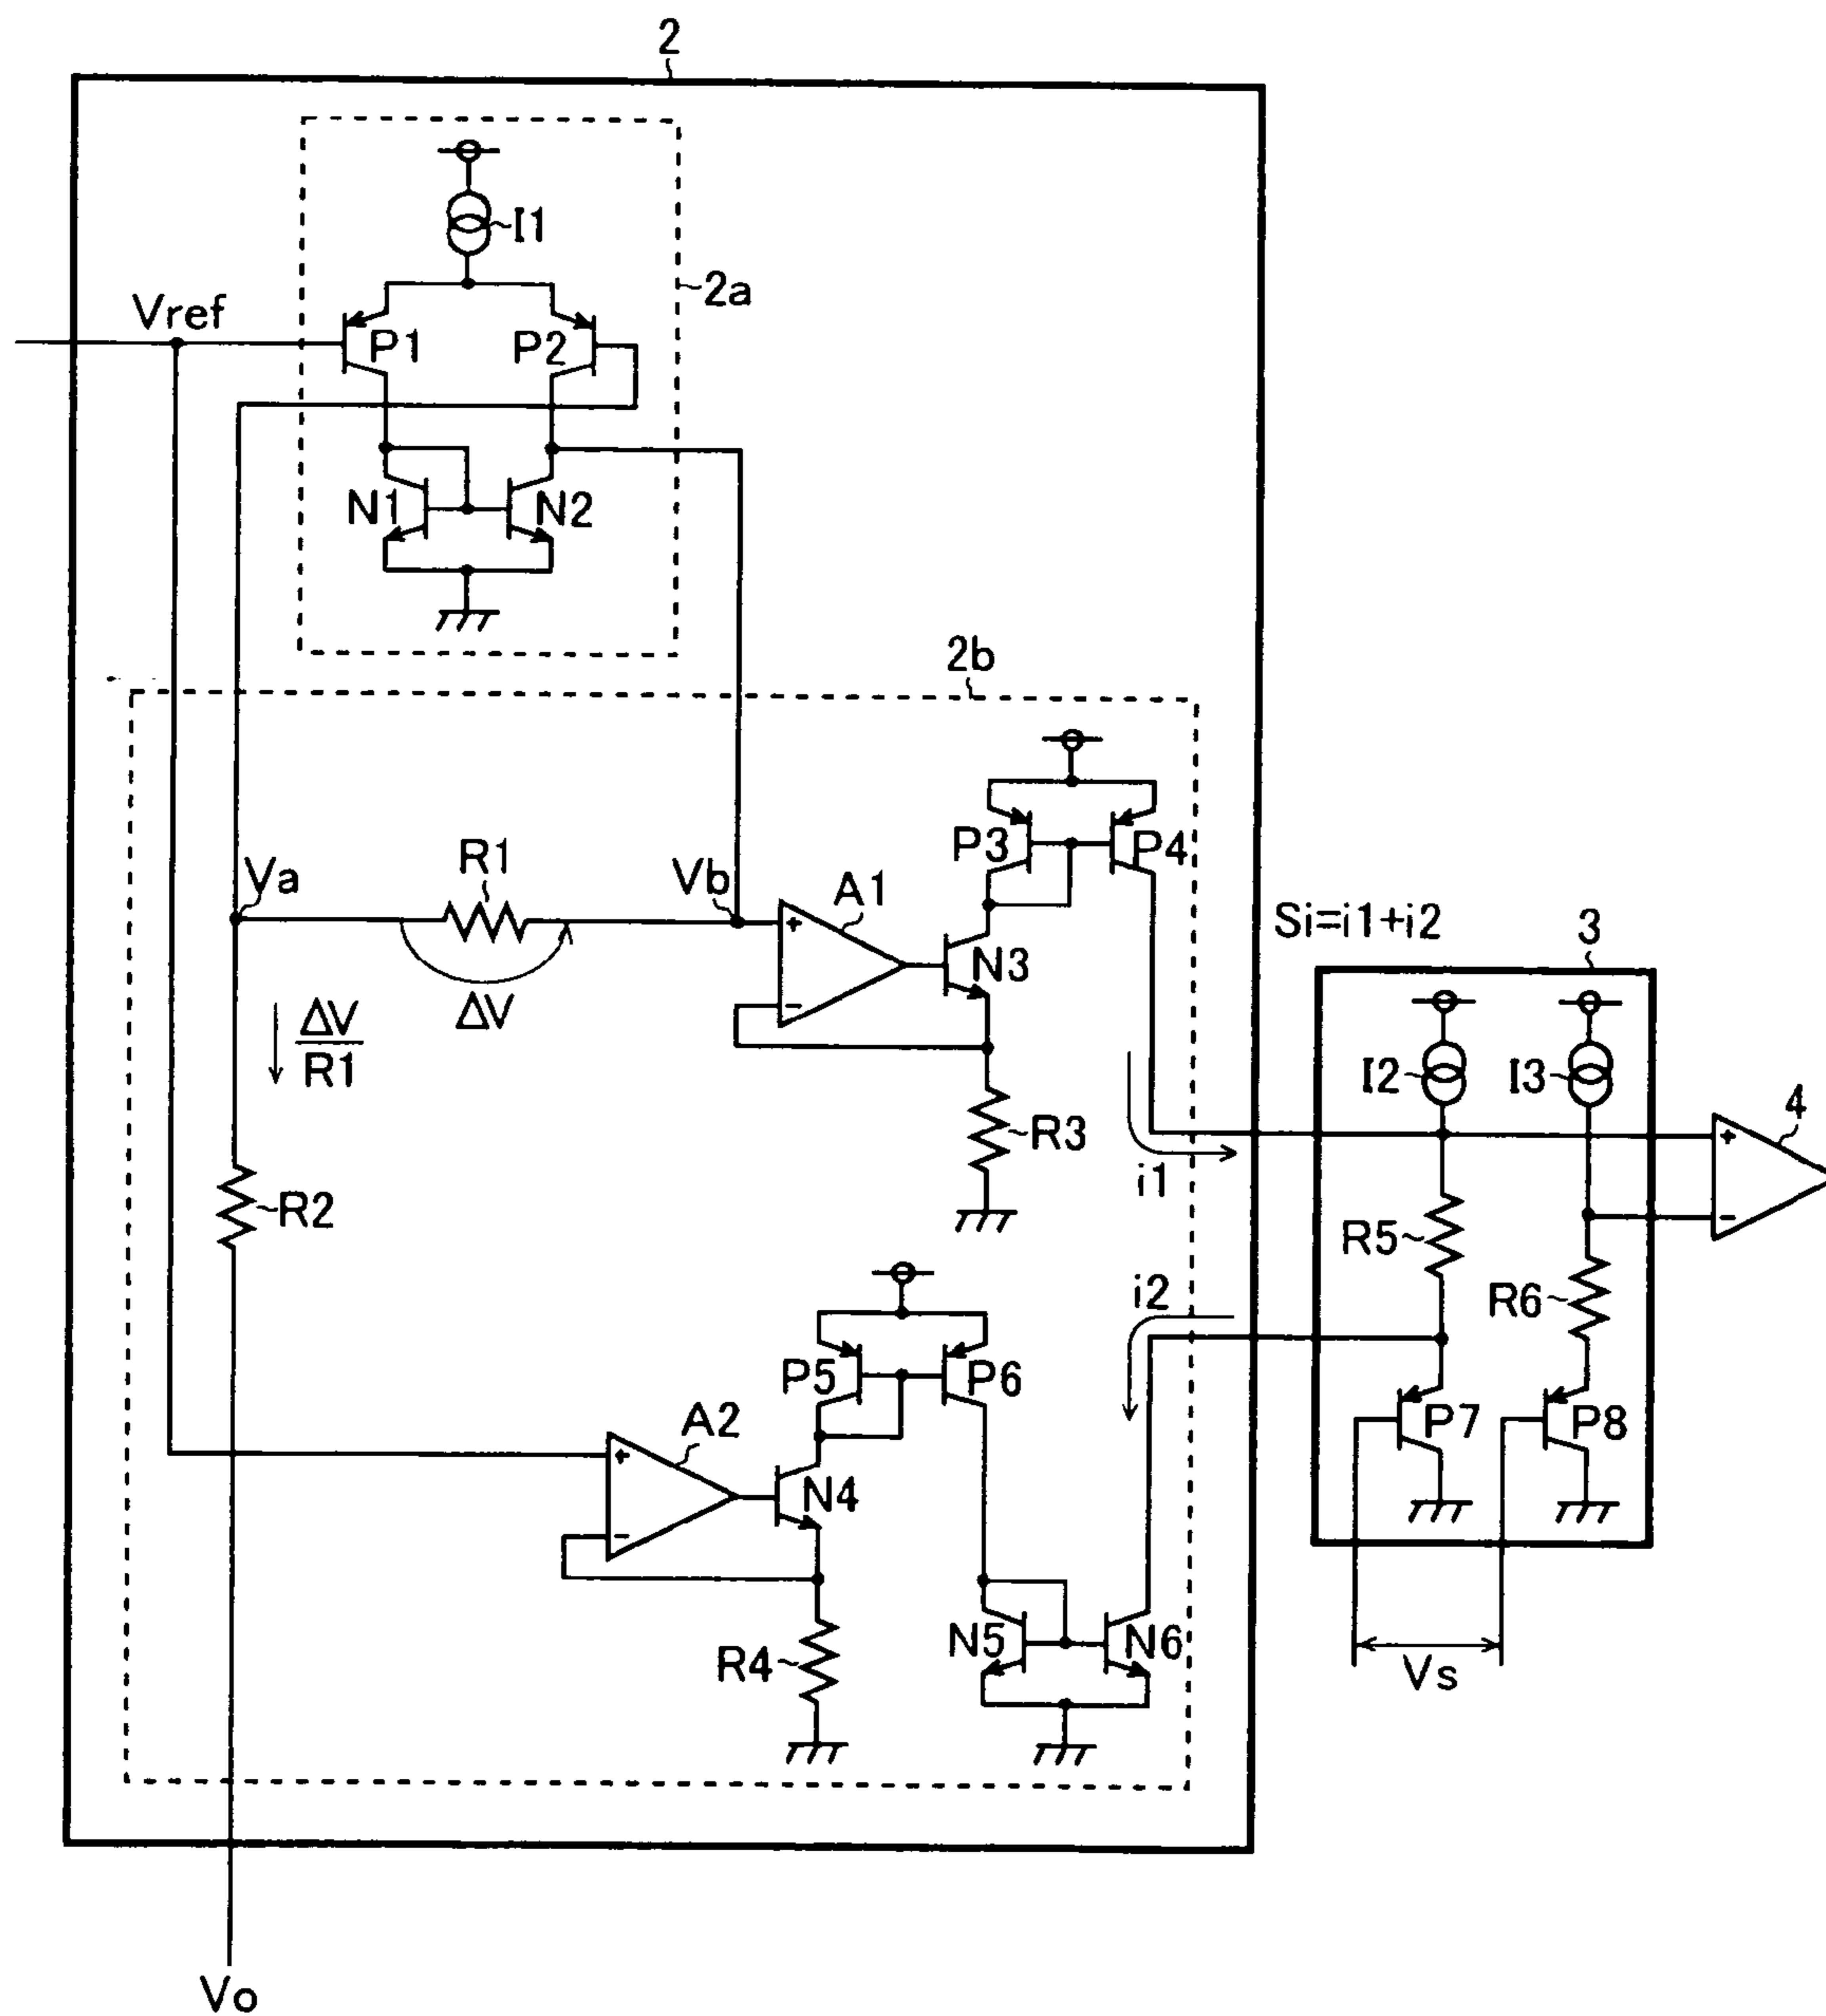 2
I1
2a
Vref
P1
P2
N1
N2
2b
P3
P4
R1
Va
Vb
A1
+
−
N3
Si=i1+i2
3
ΔV
ΔV
R1
I2
I3
4
+
−
R3
i1
R2
R5
i2
R6
P5
P6
P7
P8
A2
+
−
N4
N5
N6
R4
Vs
Vo